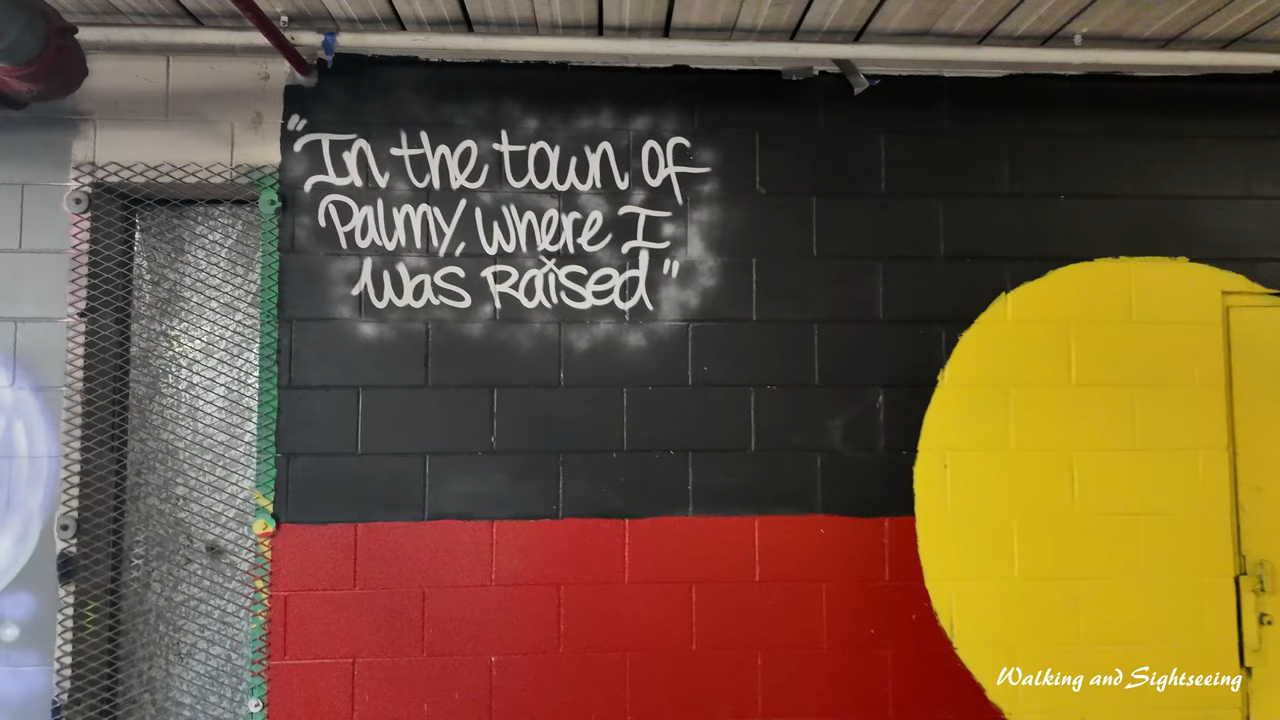 "In the town of
Palmy, where I
was Raised"
Walking and Sightseeing